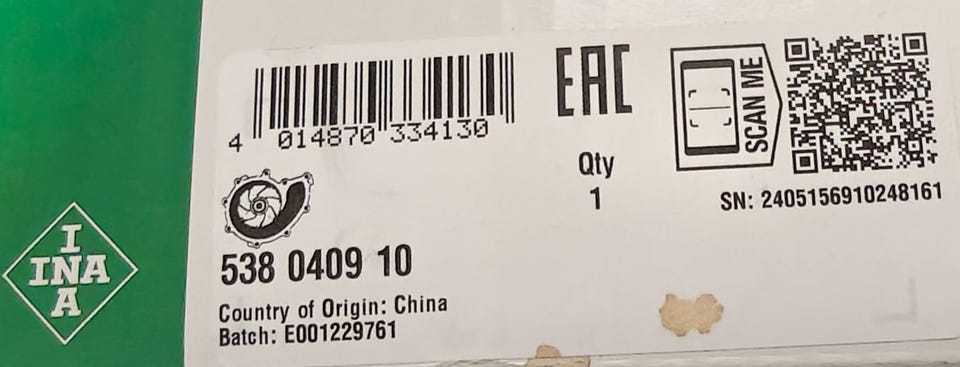 4 014870 334130
EAC
SCAN ME
Qty
1
SN: 2405156910248161
538 0409 10
Country of Origin: China
Batch: E001229761
I
INA
A